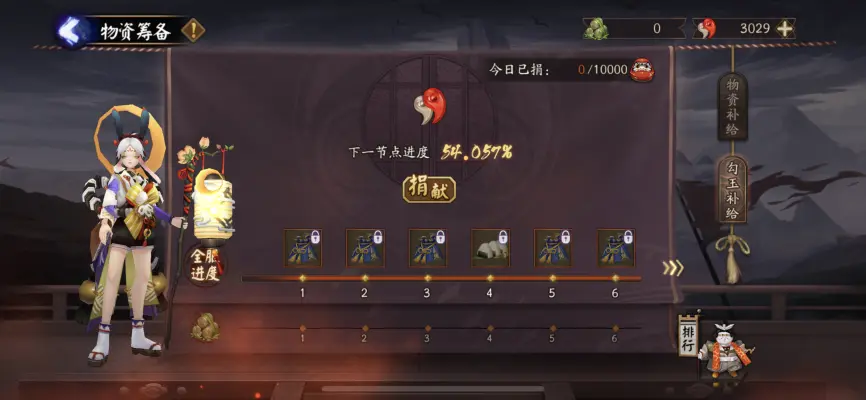 物资筹备
0
3029
今日已捐: 0/10000
物资补给
下一节点进度 54.057%
勾玉补给
捐献
全服进度
1 2 3 4 5 6
1 2 3 4 5 6
排行